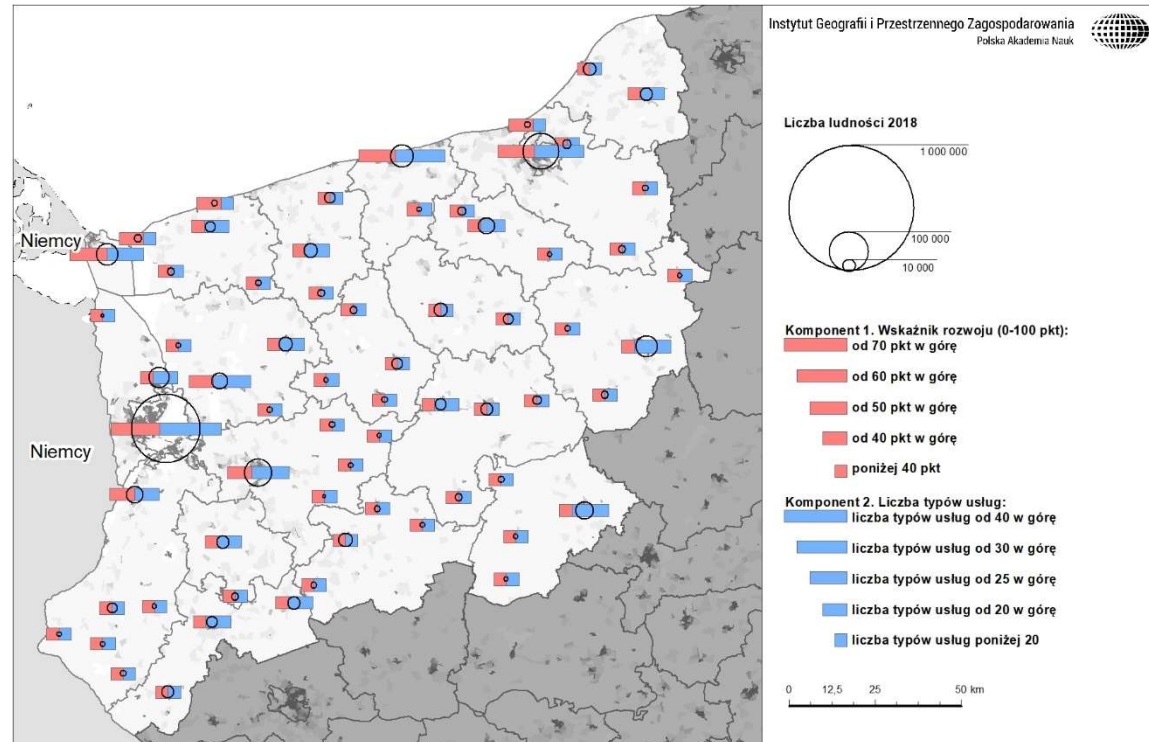 Instytut Geografii i Przestrzennego Zagospodarowania
Polska Akademia Nauk
Niemcy
Niemcy
Liczba ludności 2018
1 000 000
100 000
10 000
Komponent 1. Wskaźnik rozwoju (0-100 pkt):
od 70 pkt w górę
od 60 pkt w górę
od 50 pkt w górę
od 40 pkt w górę
poniżej 40 pkt
Komponent 2. Liczba typów usług:
liczba typów usług od 40 w górę
liczba typów usług od 30 w górę
liczba typów usług od 25 w górę
liczba typów usług od 20 w górę
liczba typów usług poniżej 20
0 12,5 25 50 km